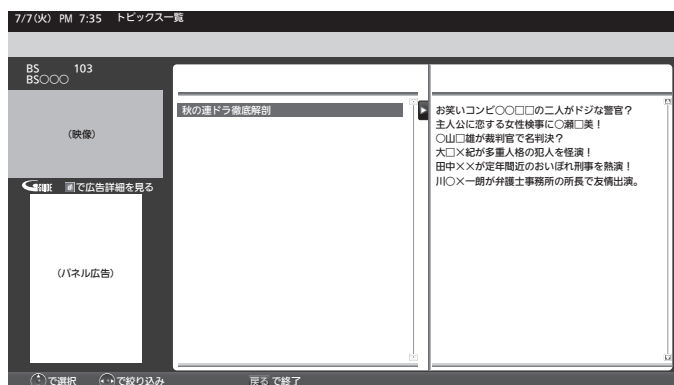 7/7(火) PM 7:35 トピックス一覧
BS 103
BS○○○
(映像)
GUIDE で広告詳細を見る
(パネル広告)
秋の連ドラ徹底解剖
お笑いコンビ○○□□の二人がドジな警官?
主人公に恋する女性検事に○瀬□美!
○山□雄が裁判官で名判決?
大□×紀が多重人格の犯人を怪演!
田中××が定年間近のおいぼれ刑事を熱演!
川○×一朗が弁護士事務所の所長で友情出演。
で選択 で絞り込み 戻る で終了